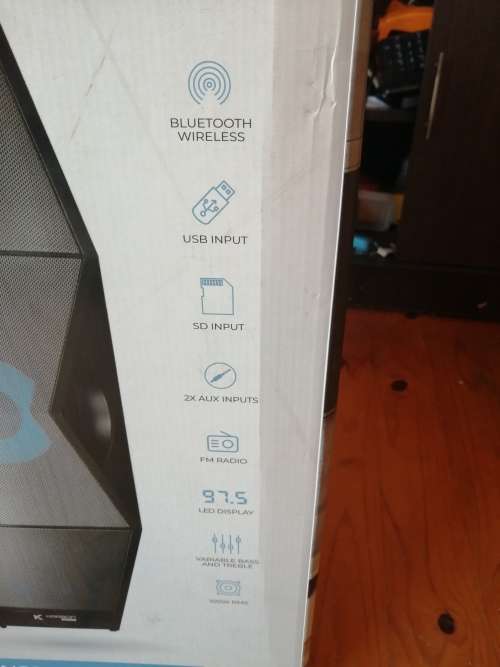 BLUETOOTH
WIRELESS
USB INPUT
SD INPUT
2X AUX INPUTS
FM RADIO
97.5
LED DISPLAY
VARIABLE BASS
AND TREBLE
RMS